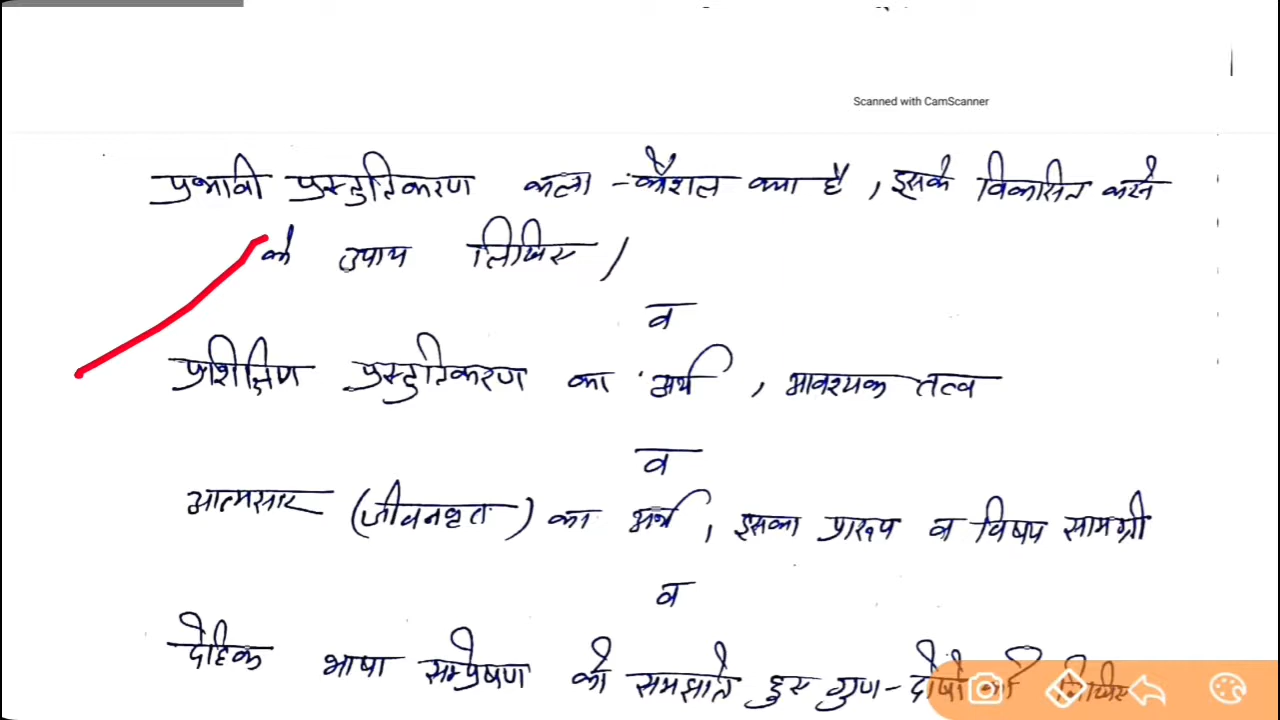 Scanned with CamScanner
प्रभावी प्रस्तुतिकरण कला - कौशल क्या है, इसके विकसित करने
के उपाय लिखिए।
व
प्रशिक्षण प्रस्तुतिकरण का अर्थ, आवश्यक तत्व
व
आत्मसार (जीवनवृत) का अर्थ, इसका प्रारूप व विषय सामग्री
व
दैहिक भाषा सम्प्रेषण को समझाते हुए गुण-दोषों को लिखिए